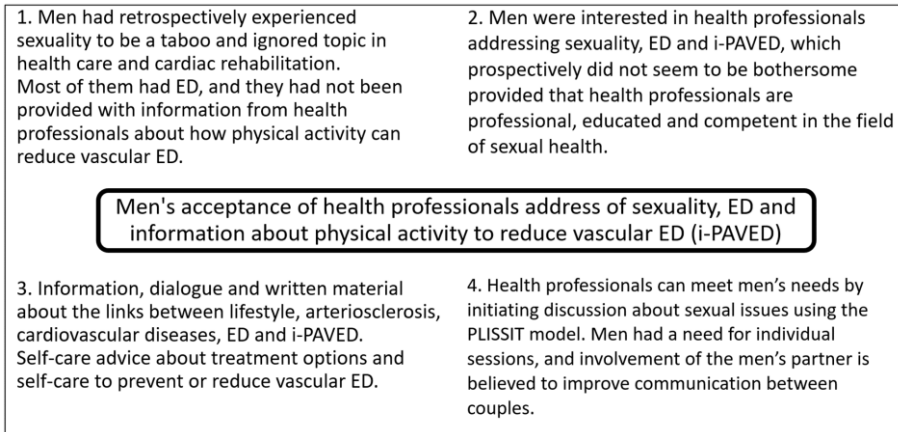 1. Men had retrospectively experienced
sexuality to be a taboo and ignored topic in
health care and cardiac rehabilitation.
Most of them had ED, and they had not been
provided with information from health
professionals about how physical activity can
reduce vascular ED.
2. Men were interested in health professionals
addressing sexuality, ED and i-PAVED, which
prospectively did not seem to be bothersome
provided that health professionals are
professional, educated and competent in the field
of sexual health.
Men's acceptance of health professionals address of sexuality, ED and
information about physical activity to reduce vascular ED (i-PAVED)
3. Information, dialogue and written material
about the links between lifestyle, arteriosclerosis,
cardiovascular diseases, ED and i-PAVED.
Self-care advice about treatment options and
self-care to prevent or reduce vascular ED.
4. Health professionals can meet men’s needs by
initiating discussion about sexual issues using the
PLISSIT model. Men had a need for individual
sessions, and involvement of the men’s partner is
believed to improve communication between
couples.